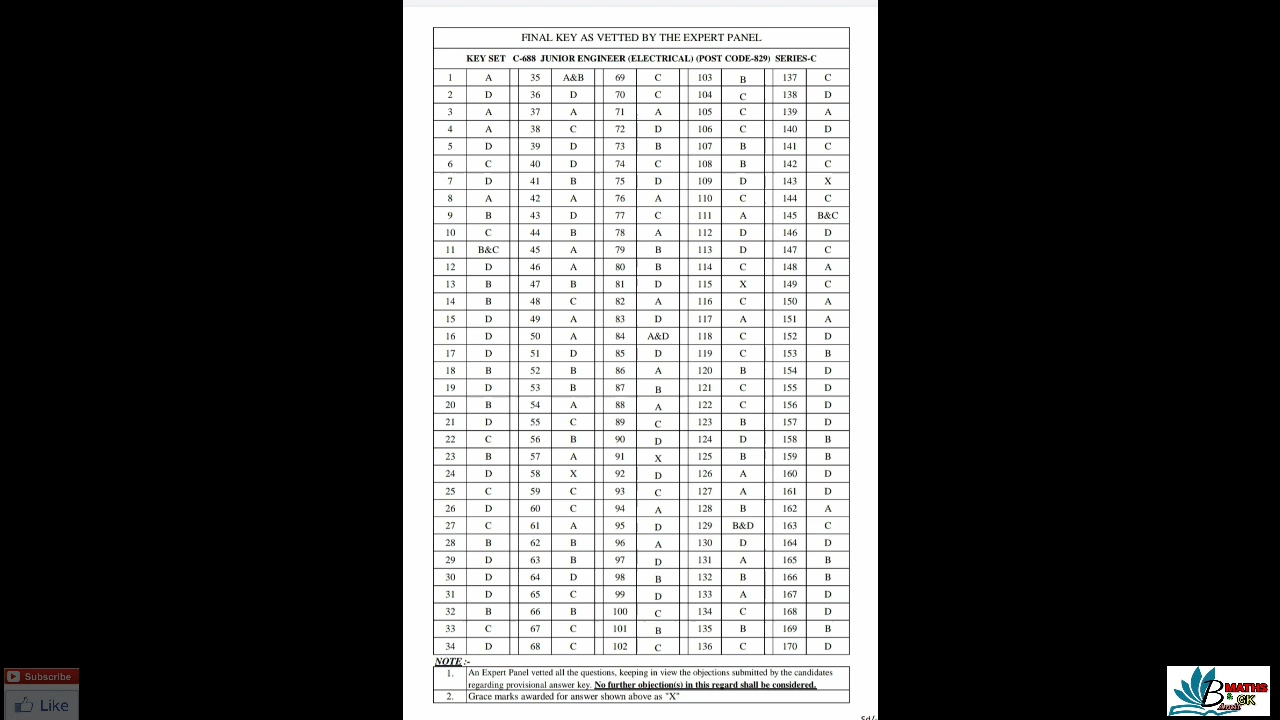 FINAL KEY AS VETTED BY THE EXPERT PANEL
KEY SET C-688 JUNIOR ENGINEER (ELECTRICAL) (POST CODE-829) SERIES-C
1 A 35 A&B 69 C 103 B 137 C
2 D 36 D 70 C 104 C 138 D
3 A 37 A 71 A 105 C 139 A
4 A 38 C 72 D 106 C 140 D
5 D 39 D 73 B 107 B 141 C
6 C 40 D 74 C 108 B 142 C
7 D 41 B 75 D 109 D 143 X
8 A 42 A 76 A 110 C 144 C
9 B 43 D 77 C 111 A 145 B&C
10 C 44 B 78 A 112 D 146 D
11 B&C 45 A 79 B 113 D 147 C
12 D 46 A 80 B 114 C 148 A
13 B 47 B 81 D 115 X 149 C
14 B 48 C 82 A 116 C 150 A
15 D 49 A 83 D 117 A 151 A
16 D 50 A 84 A&D 118 C 152 D
17 D 51 D 85 D 119 C 153 B
18 B 52 B 86 A 120 B 154 D
19 D 53 B 87 B 121 C 155 D
20 B 54 A 88 A 122 C 156 D
21 D 55 C 89 C 123 B 157 D
22 C 56 B 90 D 124 D 158 B
23 B 57 A 91 X 125 B 159 B
24 D 58 X 92 D 126 A 160 D
25 C 59 C 93 C 127 A 161 D
26 D 60 C 94 A 128 B 162 A
27 C 61 A 95 D 129 B&D 163 C
28 B 62 B 96 A 130 D 164 D
29 D 63 B 97 D 131 A 165 B
30 D 64 D 98 B 132 B 166 B
31 D 65 C 99 D 133 A 167 D
32 B 66 B 100 C 134 C 168 D
33 C 67 C 101 B 135 B 169 B
34 D 68 C 102 C 136 C 170 D
NOTE :-
1. An Expert Panel vetted all the questions, keeping in view the objections submitted by the candidates
regarding provisional answer key. No further objection(s) in this regard shall be considered.
2. Grace marks awarded for answer shown above as "X"
Subscribe
Like
B MATHS
& GK